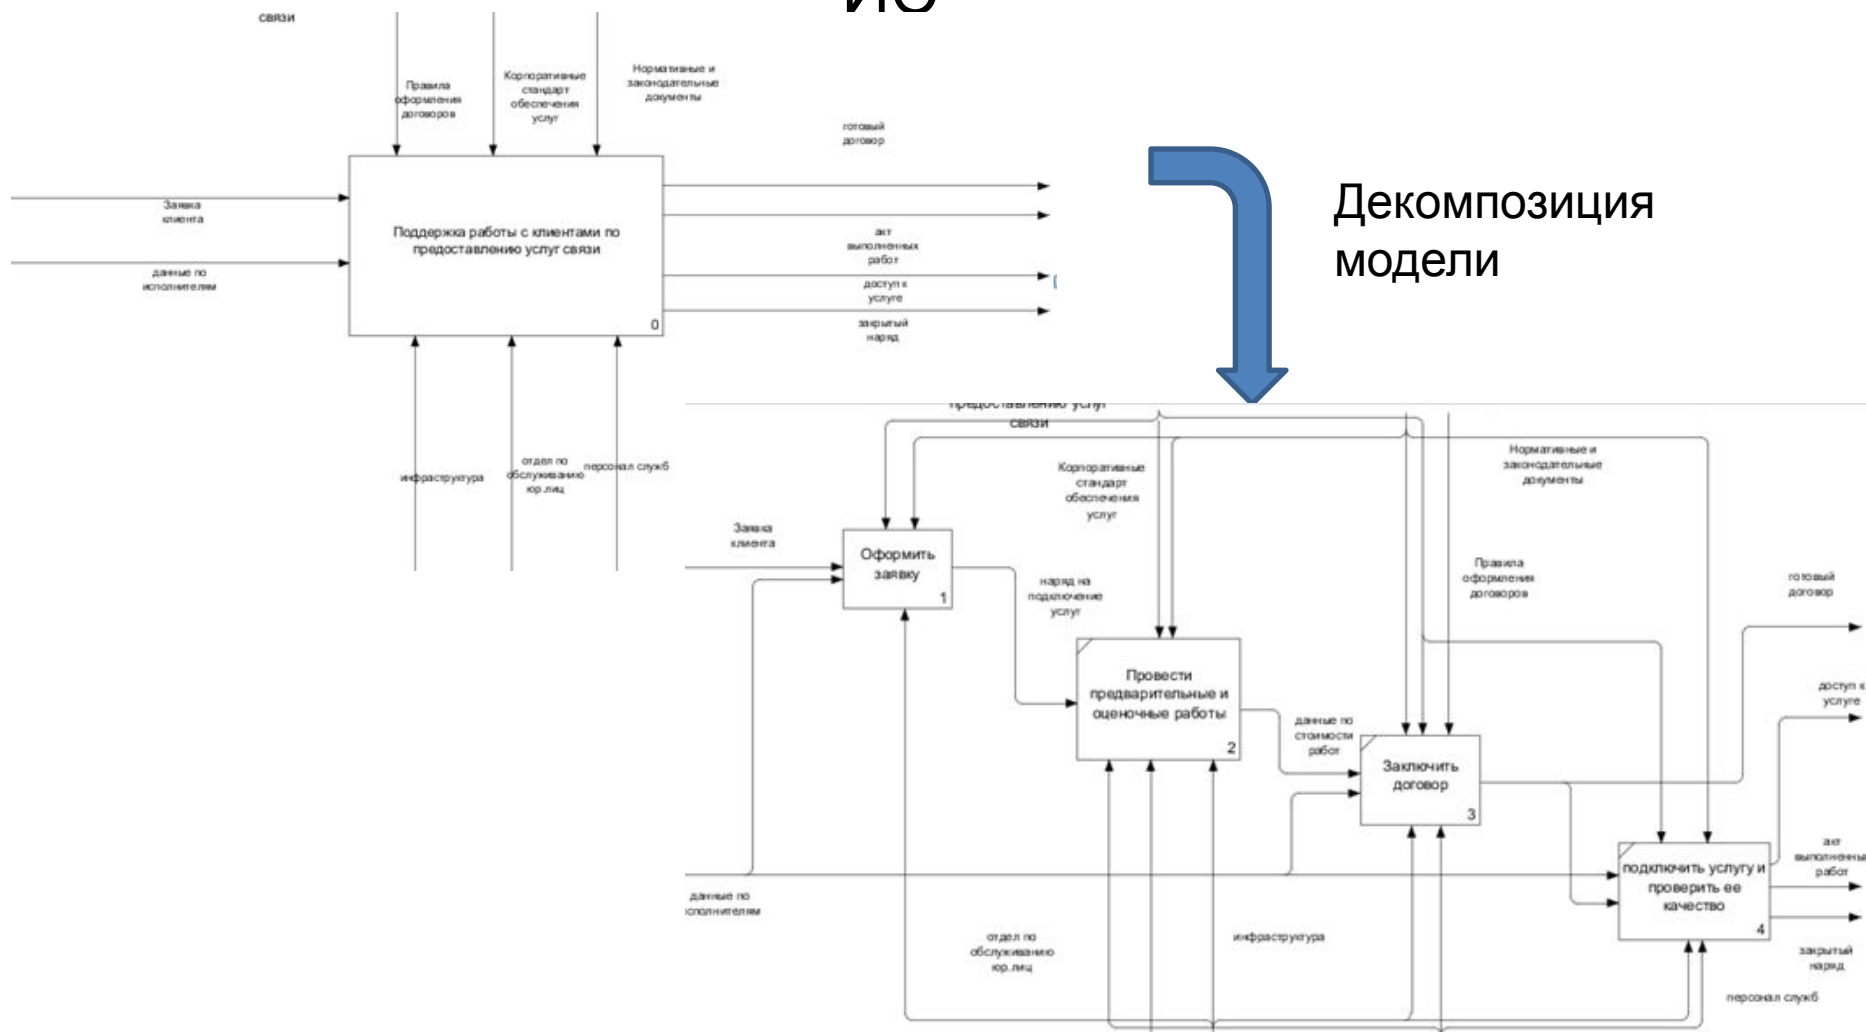 связи
Правила
оформления
договоров
Корпоративные
стандарт
обеспечения
услуг
Нормативные и
законодательные
документы
готовый
договор
Заявка
клиента
Поддержка работы с клиентами по
предоставлению услуг связи
0
данные по
исполнителям
акт
выполненных
работ
доступ к
услуге
закрытый
наряд
инфраструктура
отдел по
обслуживанию
юр.лиц
персонал служб
Декомпозиция
модели
предоставлению услуг
связи
Корпоративные
стандарт
обеспечения
услуг
Нормативные и
законодательные
документы
Заявка
клиента
Оформить
заявку
1
наряд на
подключение
услуг
Правила
оформления
договоров
готовый
договор
Провести
предварительные и
оценочные работы
2
данные по
стоимости
работ
доступ к
услуге
Заключить
договор
3
подключить услугу и
проверить ее
качество
4
акт
выполненны
работ
данные по
сполнителям
отдел по
обслуживанию
юр.лиц
инфраструктура
закрытый
наряд
персонал служб